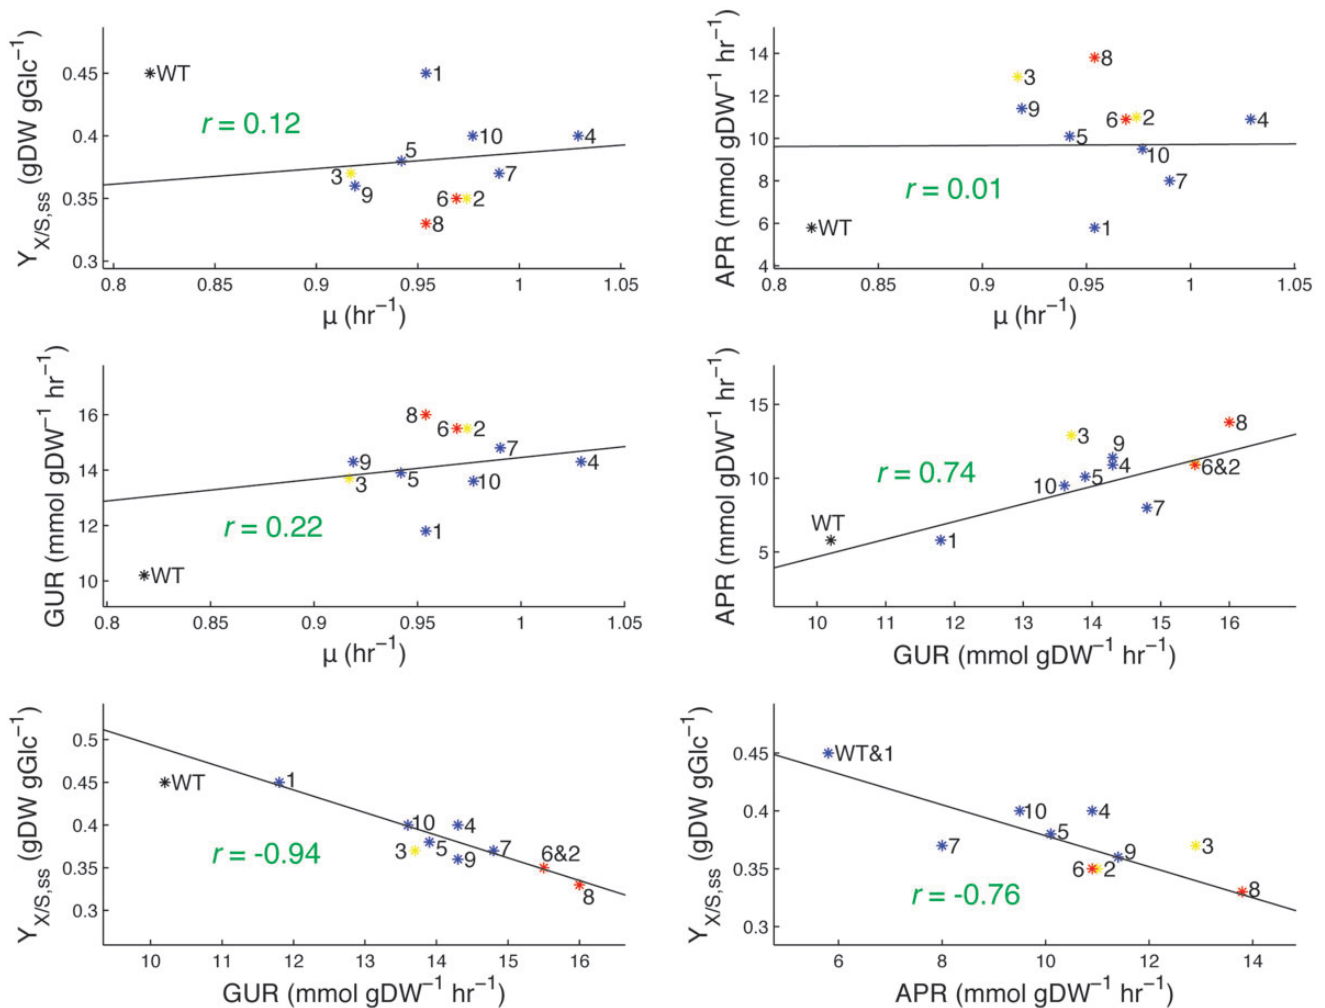 Y_X/S,ss (gDW gGlc⁻¹)
0.45
0.4
0.35
0.3
WT
1
r = 0.12
10
4
5
3
9
7
6
2
8
0.8 0.85 0.9 0.95 1 1.05
μ (hr⁻¹)
APR (mmol gDW⁻¹ hr⁻¹)
14
12
10
8
6
4
8
3
9
6
2
4
5
10
7
r = 0.01
WT
1
0.8 0.85 0.9 0.95 1 1.05
μ (hr⁻¹)
GUR (mmol gDW⁻¹ hr⁻¹)
16
14
12
10
8
6
2
7
9
4
3
5
10
r = 0.22
1
WT
0.8 0.85 0.9 0.95 1 1.05
μ (hr⁻¹)
APR (mmol gDW⁻¹ hr⁻¹)
15
10
5
8
3
9
4
6&2
r = 0.74
5
10
7
WT
1
10 11 12 13 14 15 16
GUR (mmol gDW⁻¹ hr⁻¹)
Y_X/S,ss (gDW gGlc⁻¹)
0.5
0.45
0.4
0.35
0.3
WT
1
10
4
r = -0.94
3
5
9
7
6&2
8
10 11 12 13 14 15 16
GUR (mmol gDW⁻¹ hr⁻¹)
Y_X/S,ss (gDW gGlc⁻¹)
0.45
0.4
0.35
0.3
WT&1
10
4
5
7
9
3
6
2
8
r = -0.76
6 8 10 12 14
APR (mmol gDW⁻¹ hr⁻¹)